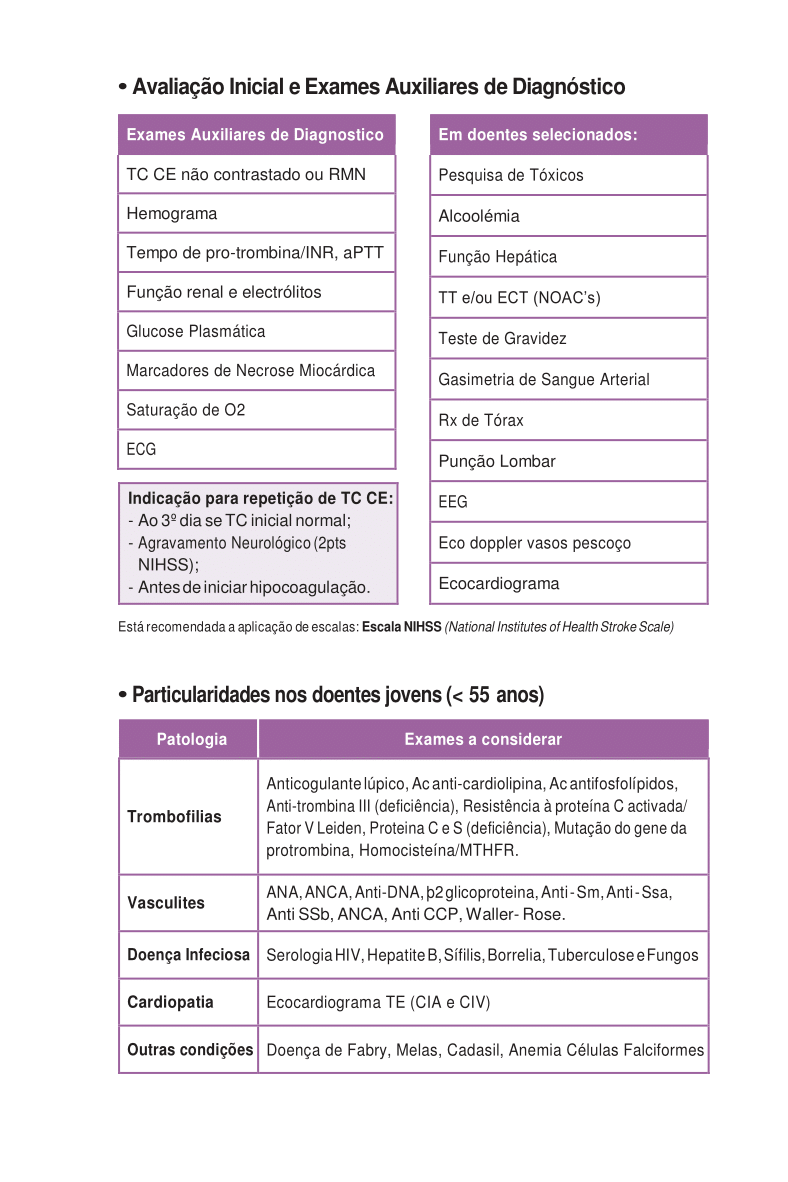 • Avaliação Inicial e Exames Auxiliares de Diagnóstico
Exames Auxiliares de Diagnostico
TC CE não contrastado ou RMN
Hemograma
Tempo de pro-trombina/INR, aPTT
Função renal e electrólitos
Glucose Plasmática
Marcadores de Necrose Miocárdica
Saturação de O2
ECG
Indicação para repetição de TC CE:
- Ao 3º dia se TC inicial normal;
- Agravamento Neurológico (2pts
NIHSS);
- Antes de iniciar hipocoagulação.
Em doentes selecionados:
Pesquisa de Tóxicos
Alcoolémia
Função Hepática
TT e/ou ECT (NOAC’s)
Teste de Gravidez
Gasimetria de Sangue Arterial
Rx de Tórax
Punção Lombar
EEG
Eco doppler vasos pescoço
Ecocardiograma
Está recomendada a aplicação de escalas: Escala NIHSS (National Institutes of Health Stroke Scale)
• Particularidades nos doentes jovens (< 55 anos)
Patologia
Exames a considerar
Trombofilias
Anticogulante lúpico, Ac anti-cardiolipina, Ac antifosfolípidos,
Anti-trombina III (deficiência), Resistência à proteína C activada/
Fator V Leiden, Proteina C e S (deficiência), Mutação do gene da
protrombina, Homocisteína/MTHFR.
Vasculites
ANA, ANCA, Anti-DNA, þ2 glicoproteina, Anti - Sm, Anti - Ssa,
Anti SSb, ANCA, Anti CCP, Waller- Rose.
Doença Infeciosa
Serologia HIV, Hepatite B, Sífilis, Borrelia, Tuberculose e Fungos
Cardiopatia
Ecocardiograma TE (CIA e CIV)
Outras condições
Doença de Fabry, Melas, Cadasil, Anemia Células Falciformes